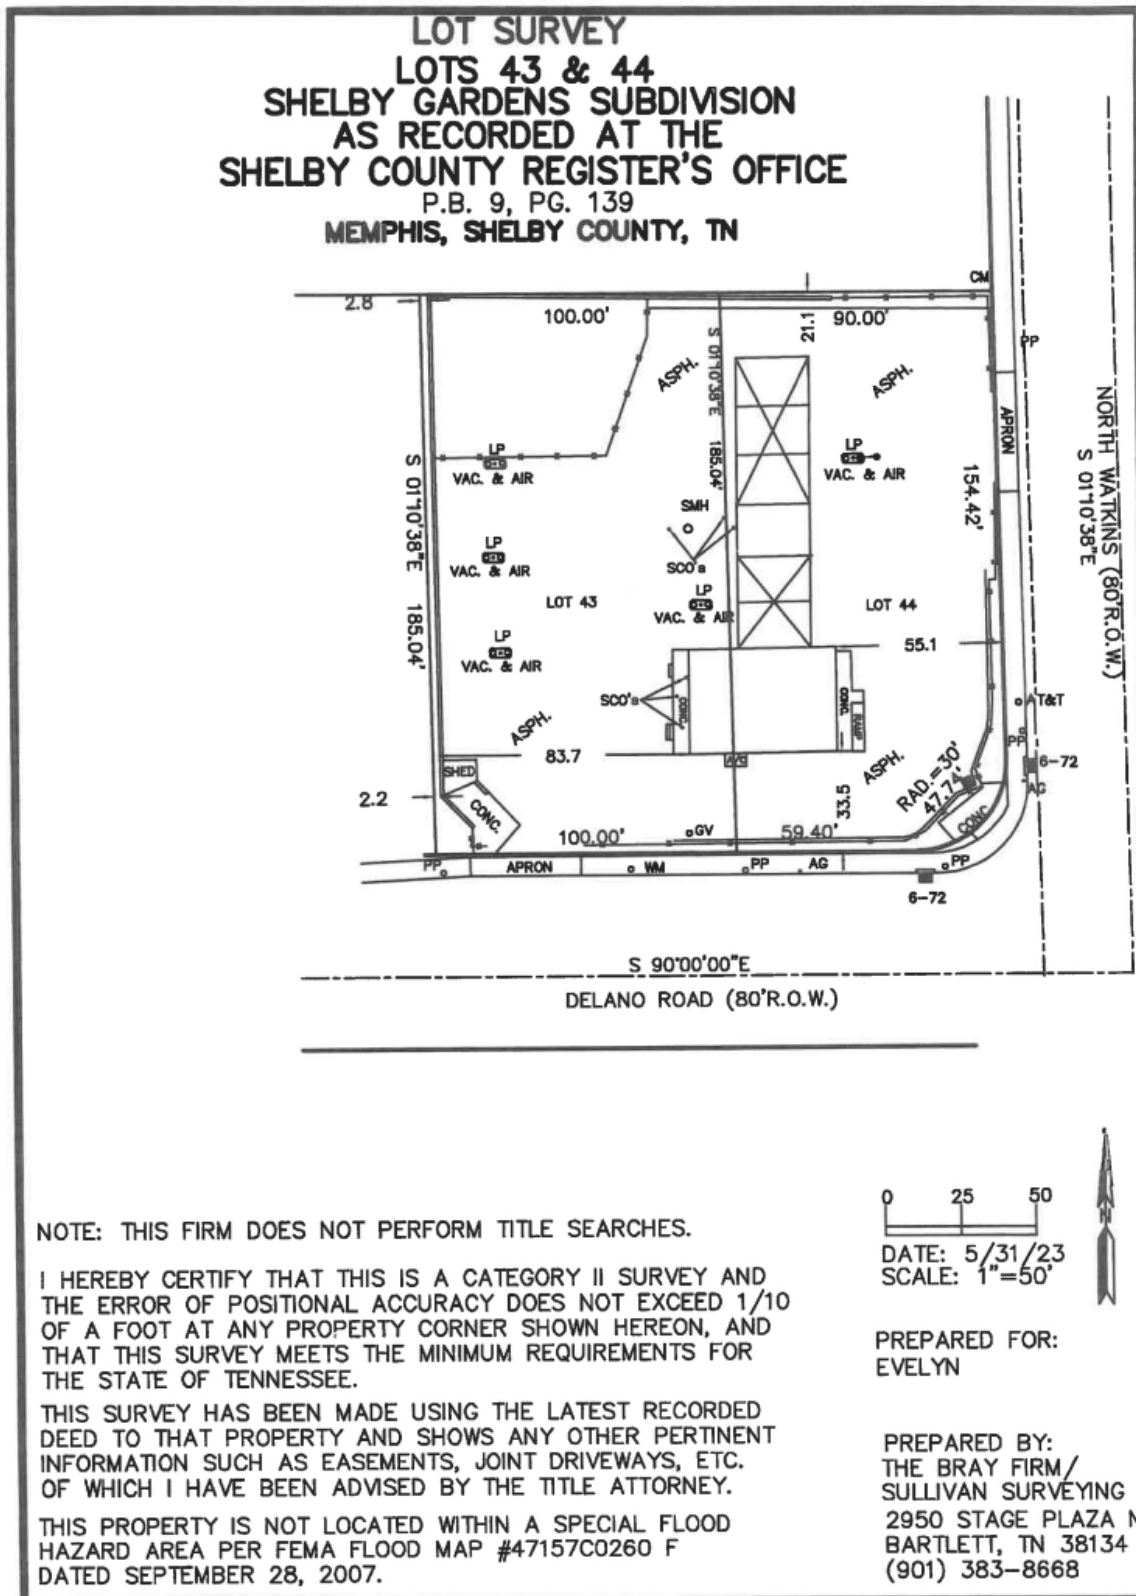 LOT SURVEY
LOTS 43 & 44
SHELBY GARDENS SUBDIVISION
AS RECORDED AT THE
SHELBY COUNTY REGISTER'S OFFICE
P.B. 9, PG. 139
MEMPHIS, SHELBY COUNTY, TN
CM
2.8
100.00'
21.1
90.00'
PP
S 01°10'38"E 185.04'
ASPH.
ASPH.
APRON
NORTH WATKINS (80'R.O.W.)
S 01°10'38"E
LP
VAC. & AIR
LP
VAC. & AIR
154.42'
S 01°10'38"E 185.04'
SMH
SCO's
LP
VAC. & AIR
LP
VAC. & AIR
LOT 43
LOT 44
LP
VAC. & AIR
55.1
SCO's
CONC.
CONC.
RAMP
AT&T
ASPH.
PP
83.7
A/C
ASPH.
RAD.=30'
47.74'
6-72
SHED
AG
2.2
CONC.
33.5
CONC
100.00'
GV
59.40'
PP
APRON
WM
PP
AG
PP
6-72
S 90°00'00"E
DELANO ROAD (80'R.O.W.)
0 25 50
N
DATE: 5/31/23
SCALE: 1"=50'
NOTE: THIS FIRM DOES NOT PERFORM TITLE SEARCHES.
I HEREBY CERTIFY THAT THIS IS A CATEGORY II SURVEY AND
THE ERROR OF POSITIONAL ACCURACY DOES NOT EXCEED 1/10
OF A FOOT AT ANY PROPERTY CORNER SHOWN HEREON, AND
THAT THIS SURVEY MEETS THE MINIMUM REQUIREMENTS FOR
THE STATE OF TENNESSEE.
THIS SURVEY HAS BEEN MADE USING THE LATEST RECORDED
DEED TO THAT PROPERTY AND SHOWS ANY OTHER PERTINENT
INFORMATION SUCH AS EASEMENTS, JOINT DRIVEWAYS, ETC.
OF WHICH I HAVE BEEN ADVISED BY THE TITLE ATTORNEY.
THIS PROPERTY IS NOT LOCATED WITHIN A SPECIAL FLOOD
HAZARD AREA PER FEMA FLOOD MAP #47157C0260 F
DATED SEPTEMBER 28, 2007.
PREPARED FOR:
EVELYN
PREPARED BY:
THE BRAY FIRM/
SULLIVAN SURVEYING
2950 STAGE PLAZA N
BARTLETT, TN 38134
(901) 383-8668